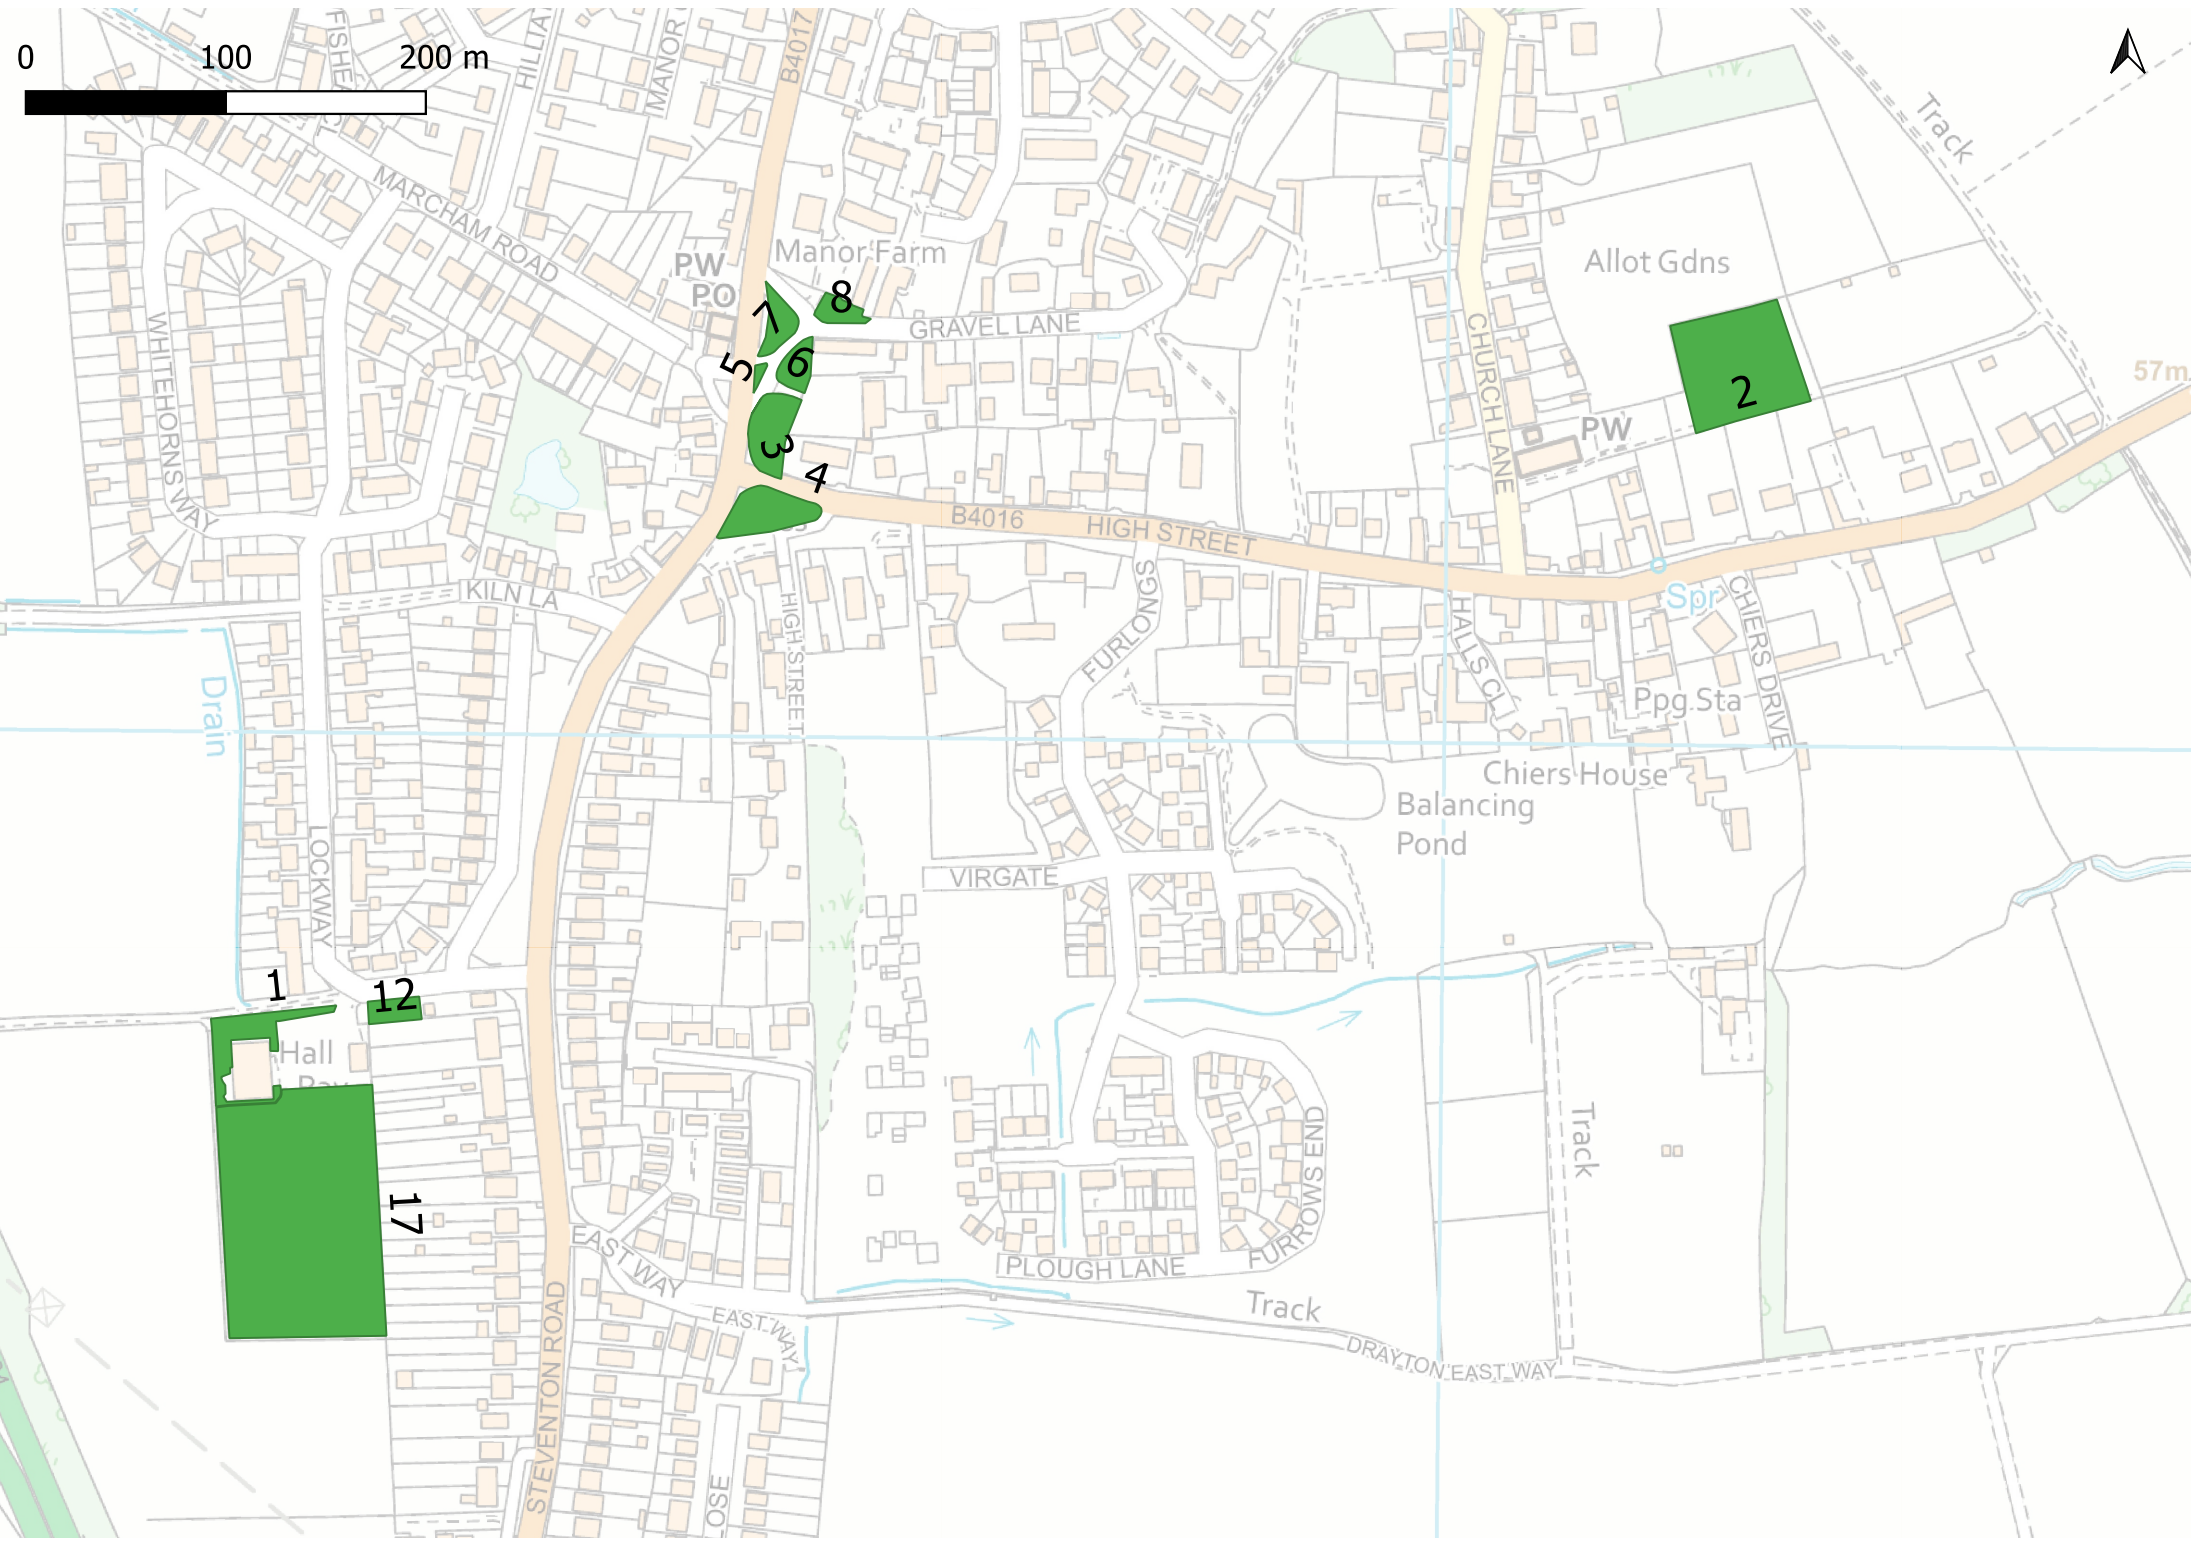 0 100 200 m
B4017
HILLIA
MANOR
Track
MARCHAM ROAD
Manor Farm
PW
PO
Allot Gdns
8
7
GRAVEL LANE
CHURCH LANE
WHITEHORNS WAY
5
6
57m
2
3
PW
4
B4016
HIGH STREET
KILN LA
HIGH STREET
FURLONGS
HALLS CL
Spr
CHIERS DRIVE
Drain
Ppg Sta
Chiers House
Balancing
Pond
LOCKWAY
VIRGATE
1
12
Hall
17
Track
FURROWS END
EAST WAY
PLOUGH LANE
Track
EAST WAY
DRAYTON EAST WAY
STEVENTON ROAD
OSE